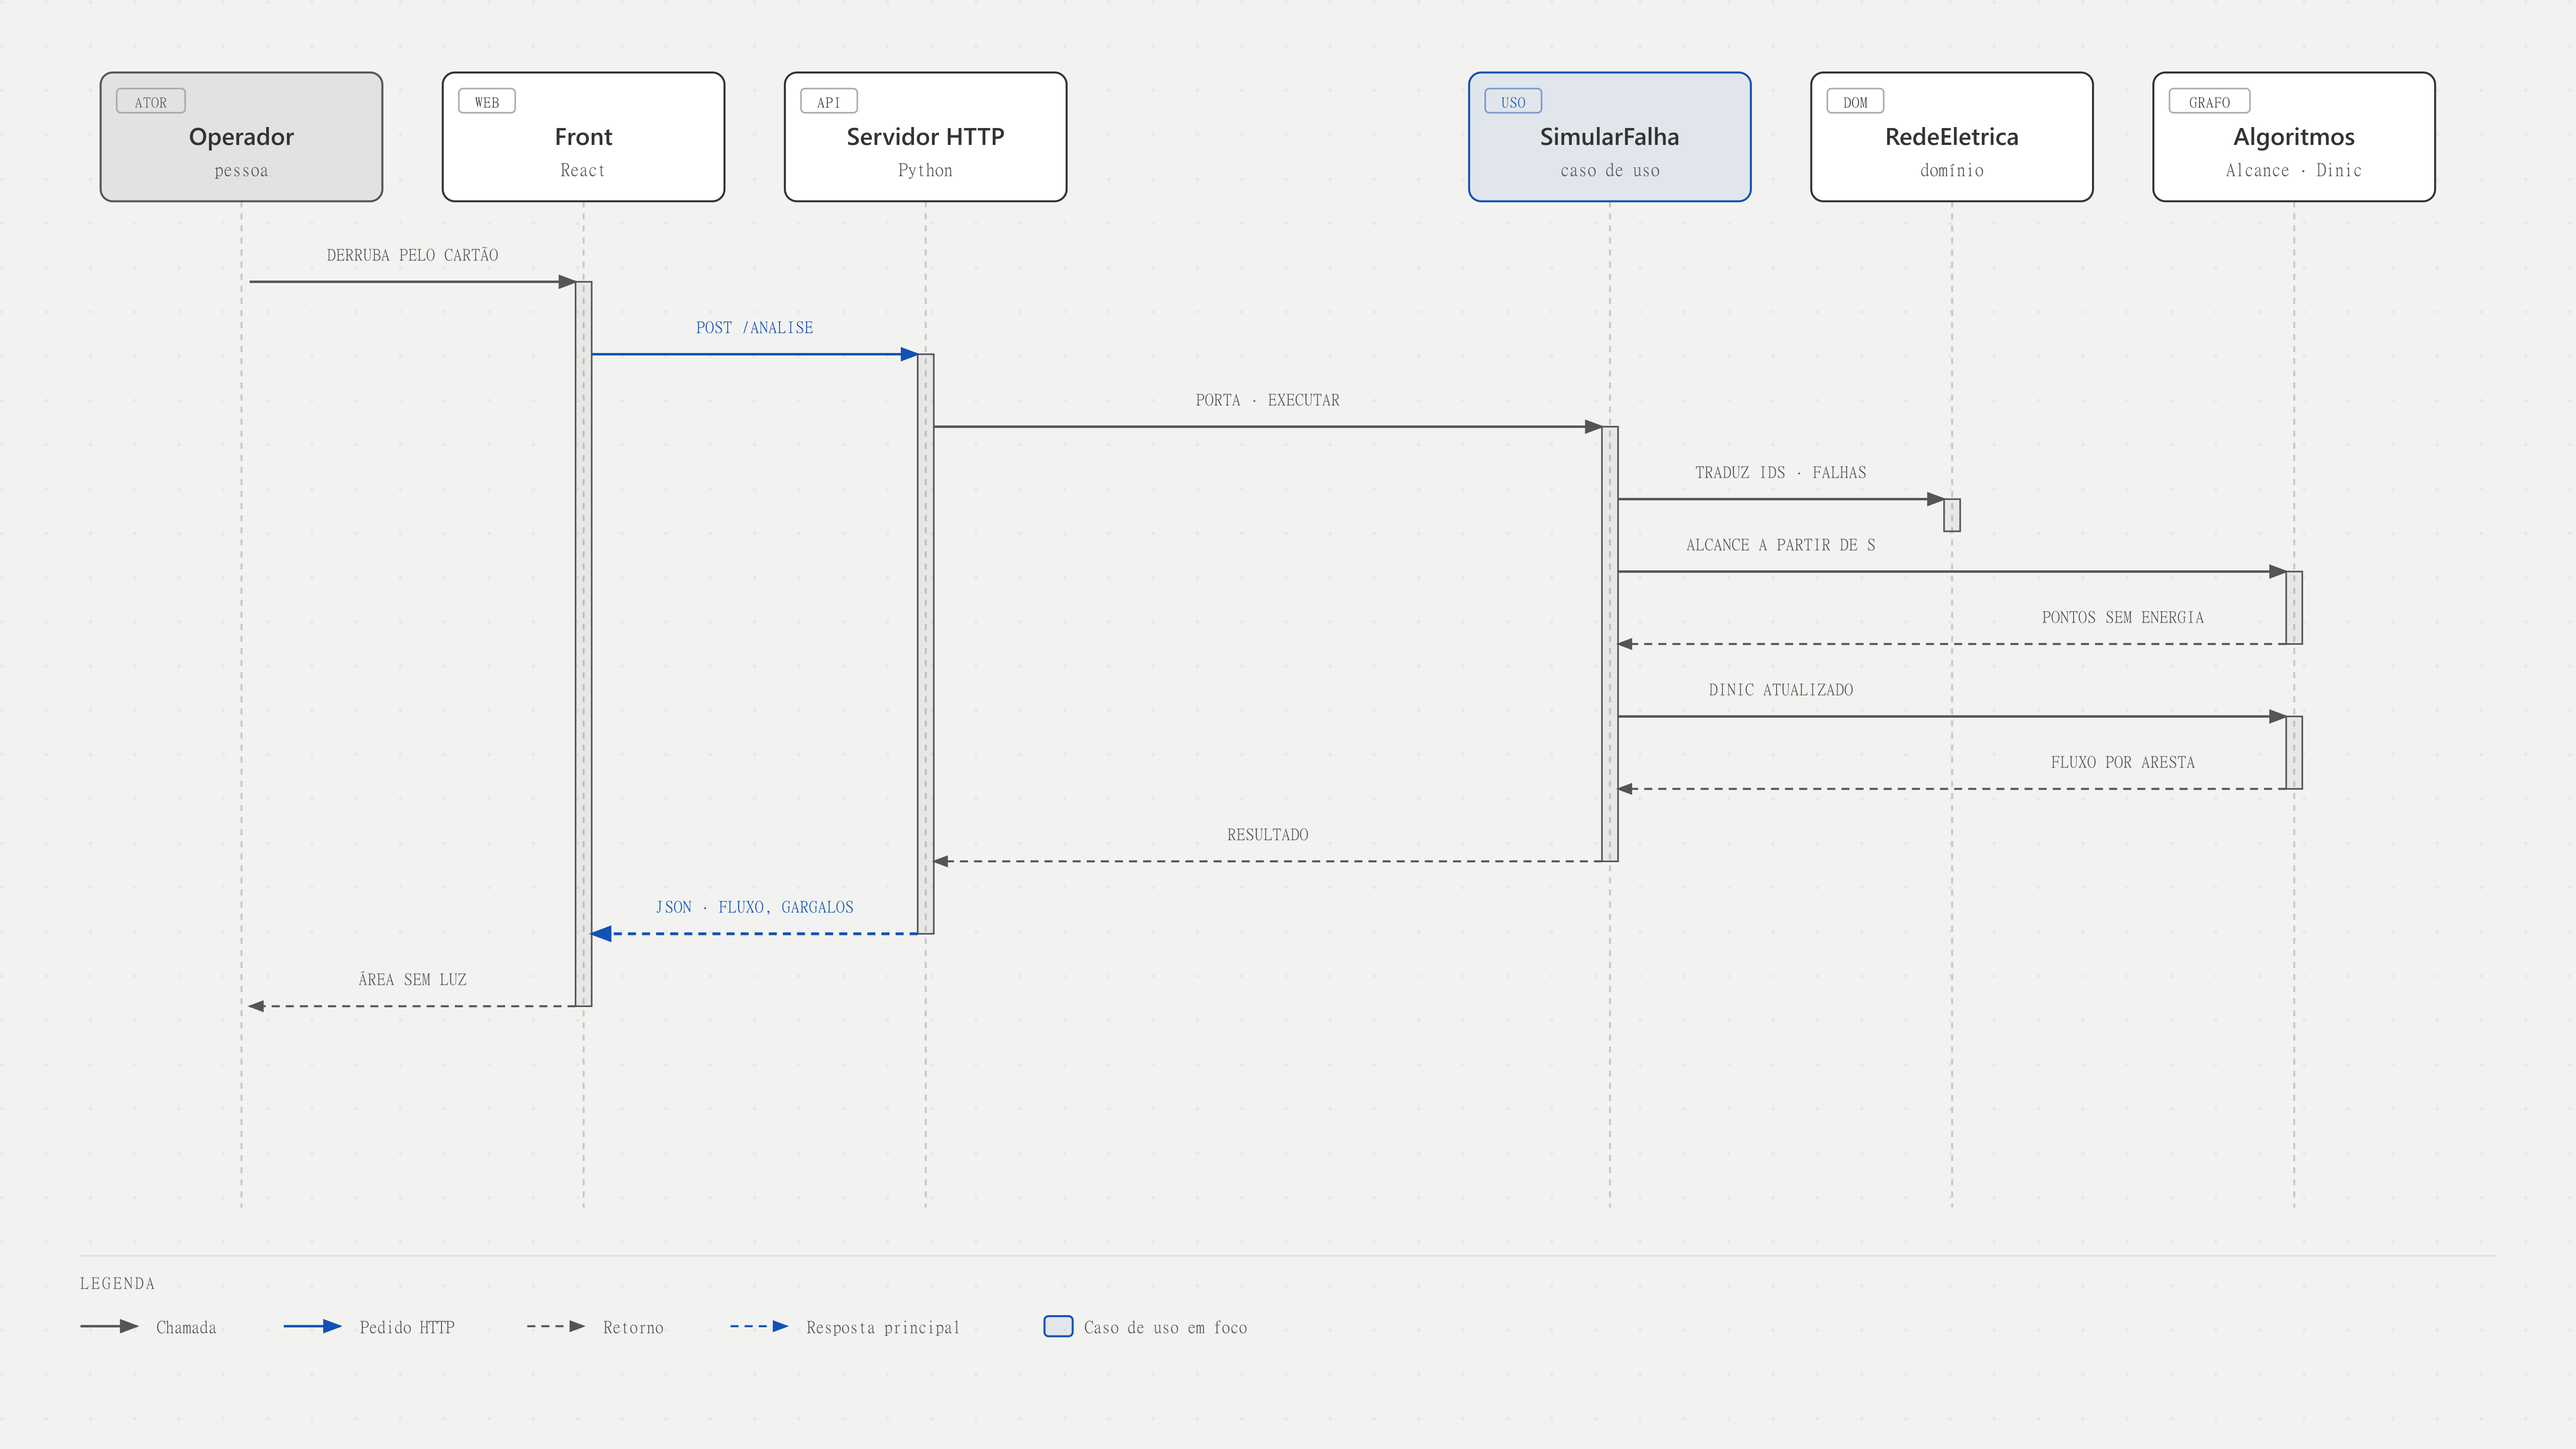 ATOR
Operador
pessoa
WEB
Front
React
API
Servidor HTTP
Python
USO
SimularFalha
caso de uso
DOM
RedeEletrica
domínio
GRAFO
Algoritmos
Alcance · Dinic
DERRUBA PELO CARTÃO
POST /ANALISE
PORTA · EXECUTAR
TRADUZ IDS · FALHAS
ALCANCE A PARTIR DE S
PONTOS SEM ENERGIA
DINIC ATUALIZADO
FLUXO POR ARESTA
RESULTADO
JSON · FLUXO, GARGALOS
ÁREA SEM LUZ
LEGENDA
Chamada
Pedido HTTP
Retorno
Resposta principal
Caso de uso em foco